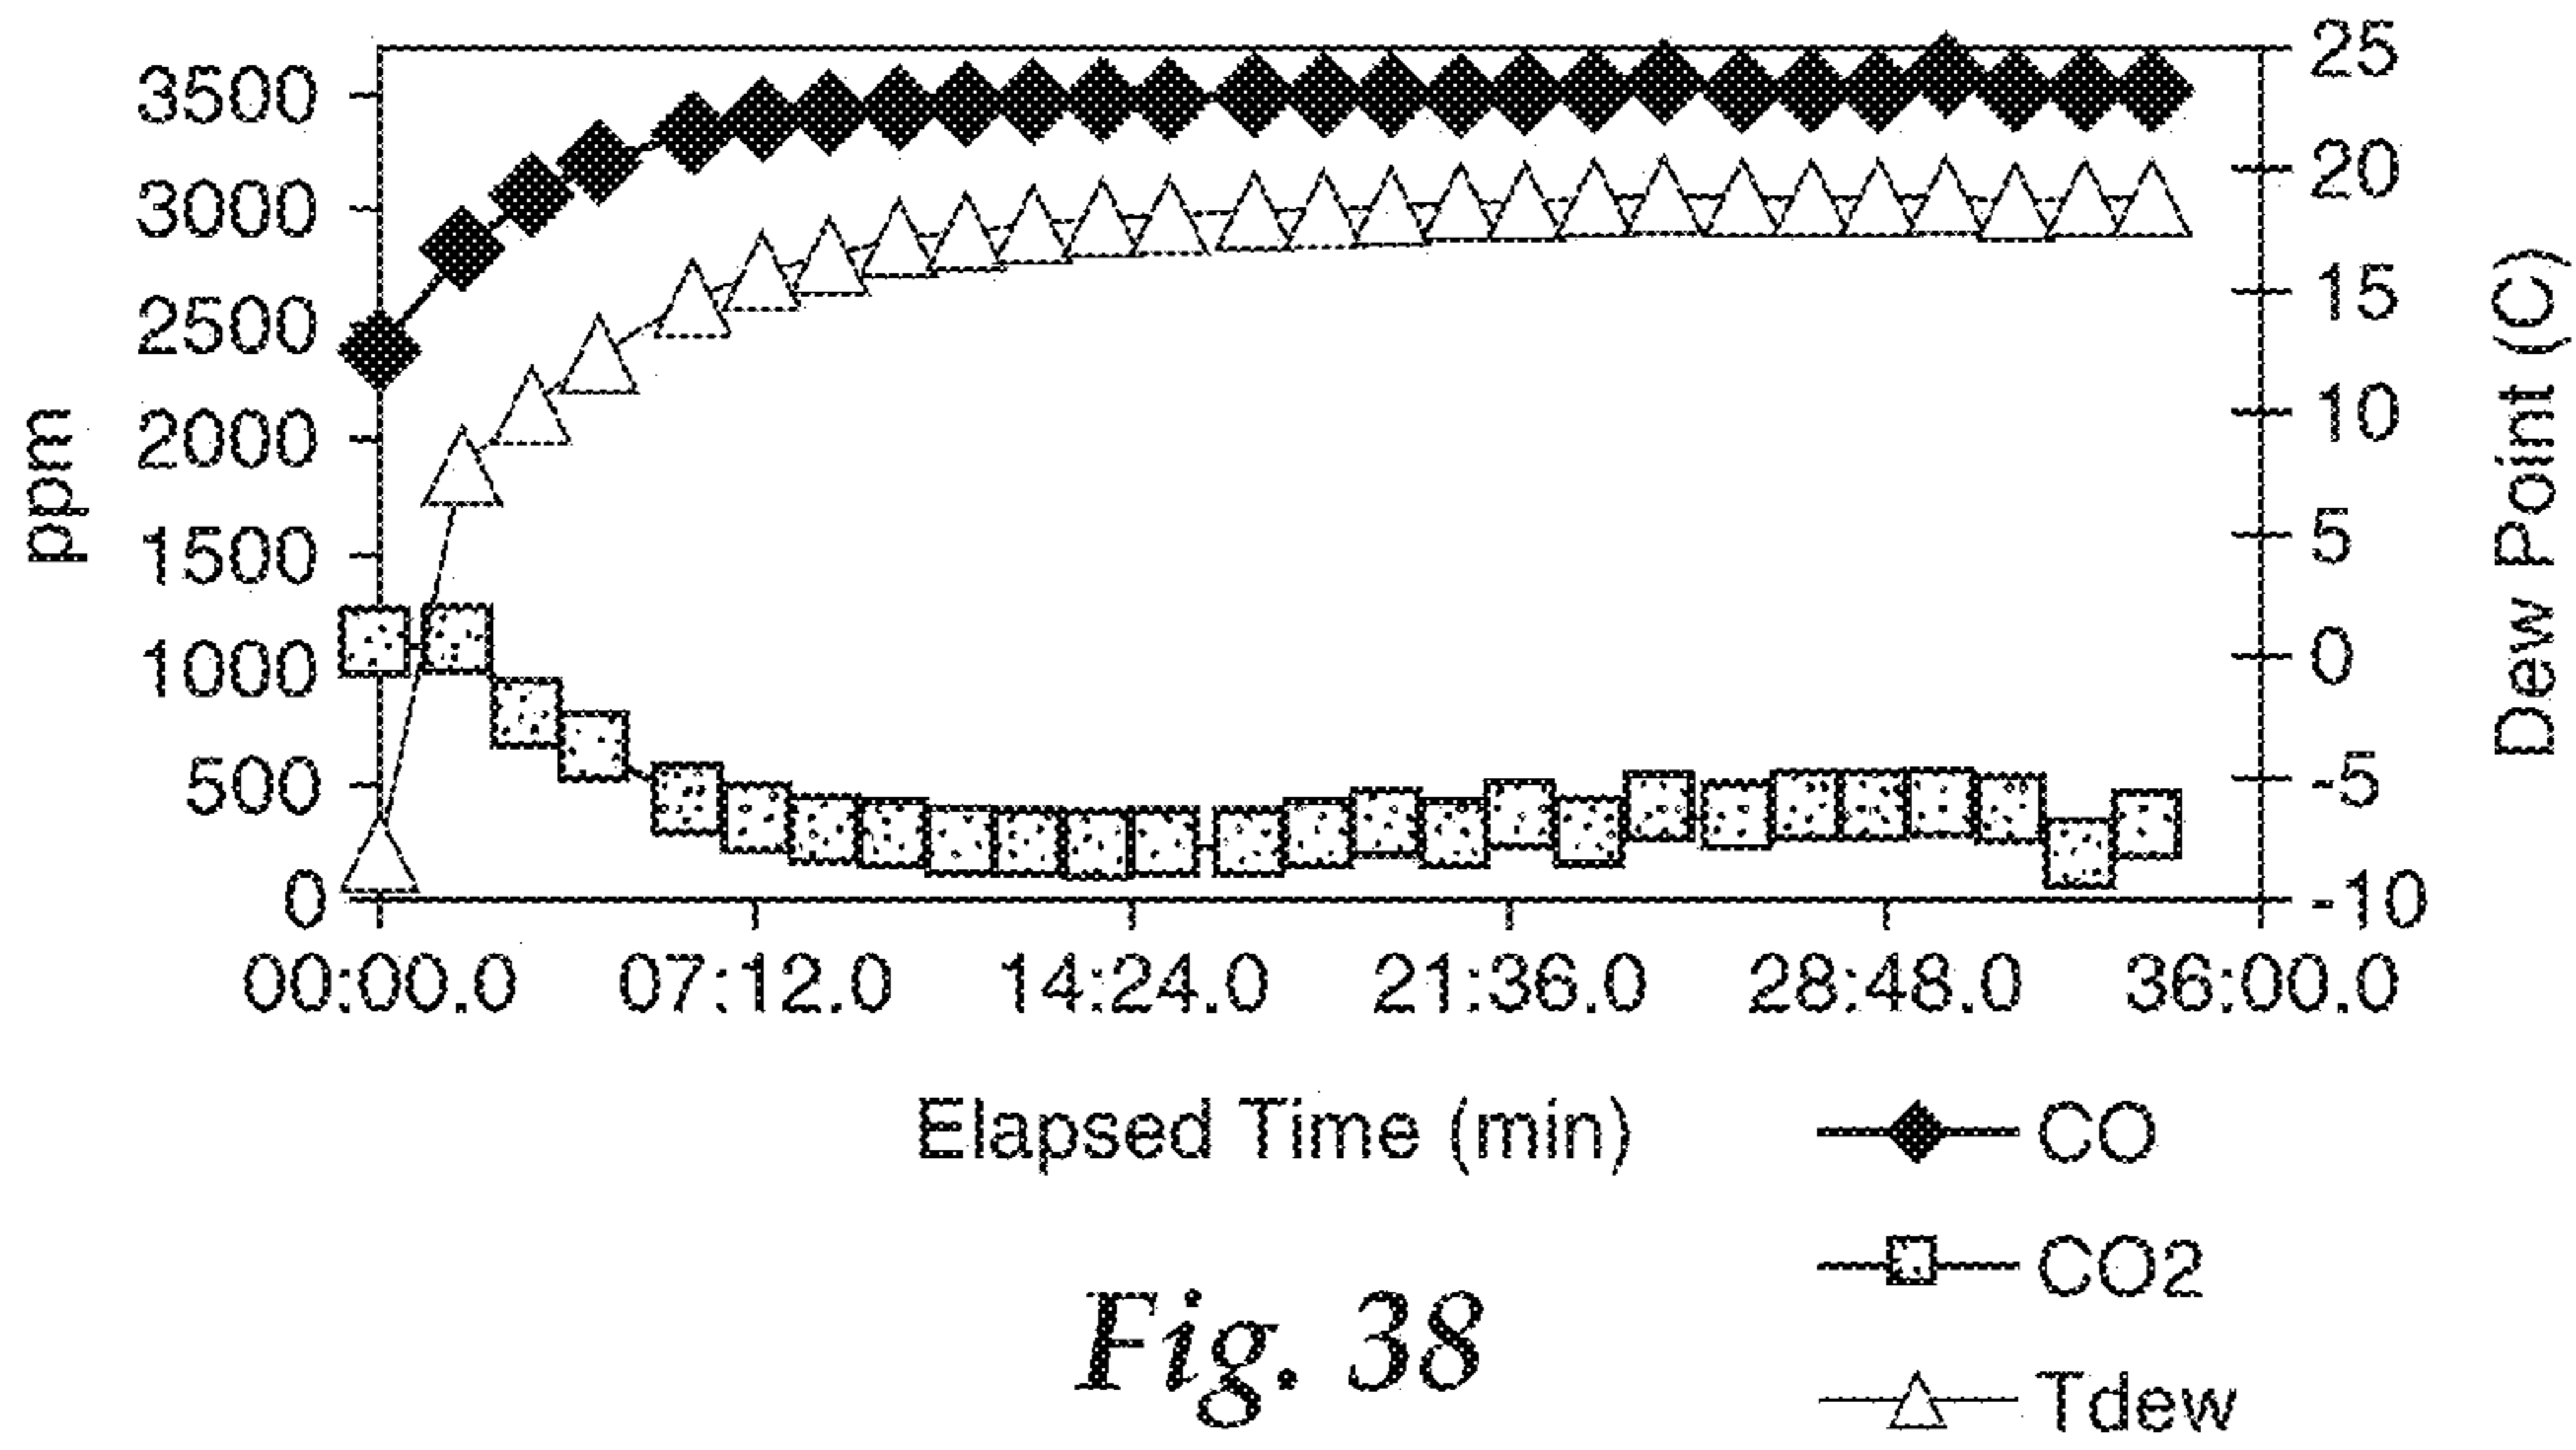 3500
3000
2500
2000
1500
1000
500
0
ppm
25
20
15
10
5
0
-5
-10
Dew Point (C)
00:00.0 07:12.0 14:24.0 21:36.0 28:48.0 36:00.0
Elapsed Time (min)
CO
CO2
Tdew
Fig. 38